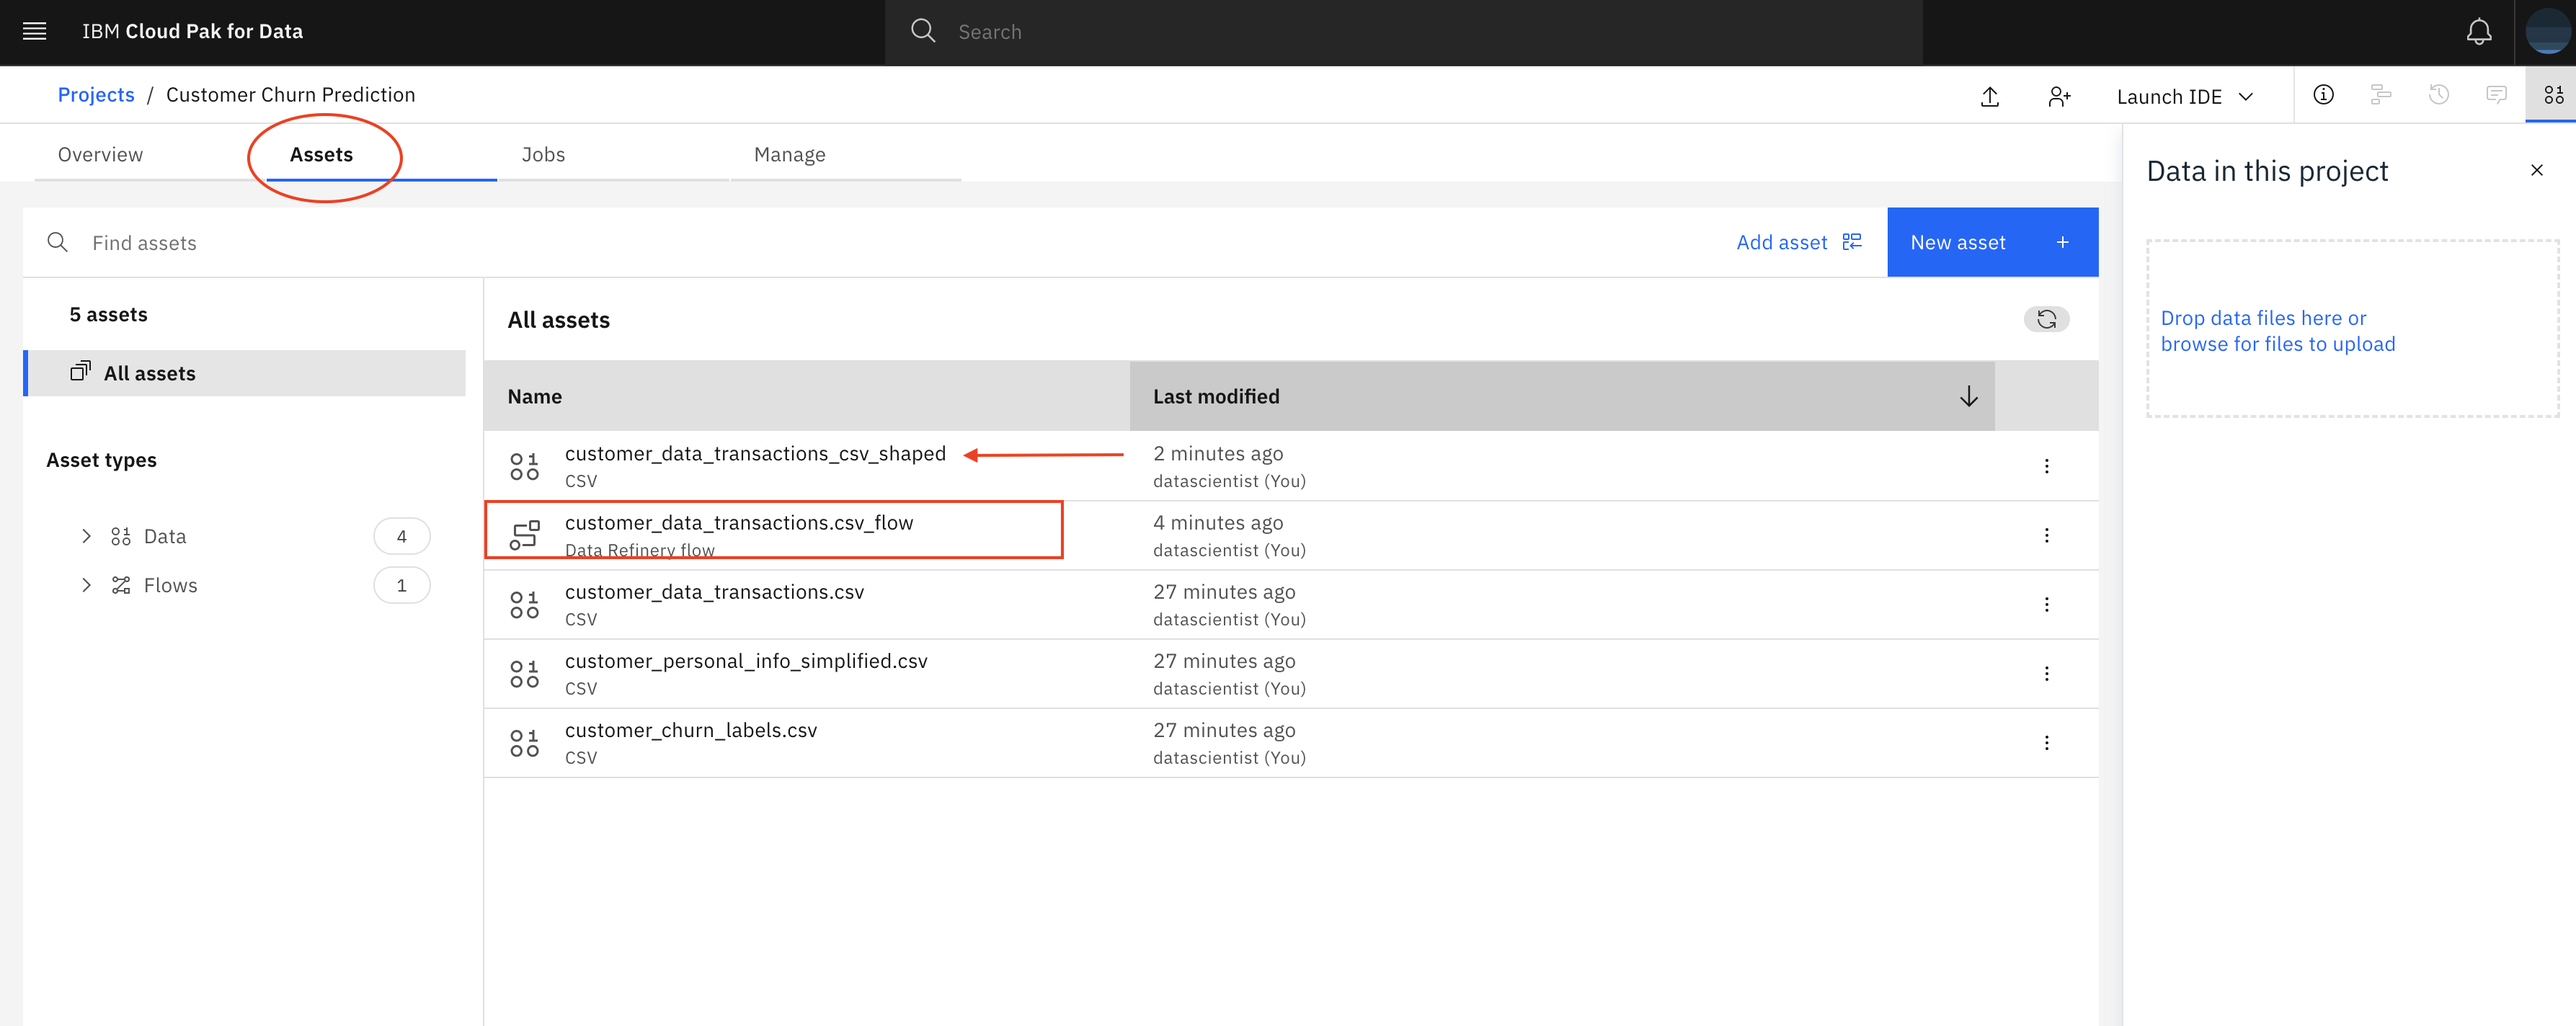 IBM Cloud Pak for Data
Search
Projects / Customer Churn Prediction
Launch IDE
Overview
Assets
Jobs
Manage
Data in this project
Find assets
Add asset
New asset +
Drop data files here or
browse for files to upload
5 assets
All assets
Asset types
Data 4
Flows 1
All assets
Name
Last modified
customer_data_transactions_csv_shaped
CSV
2 minutes ago
datascientist (You)
customer_data_transactions.csv_flow
Data Refinery flow
4 minutes ago
datascientist (You)
customer_data_transactions.csv
CSV
27 minutes ago
datascientist (You)
customer_personal_info_simplified.csv
CSV
27 minutes ago
datascientist (You)
customer_churn_labels.csv
CSV
27 minutes ago
datascientist (You)